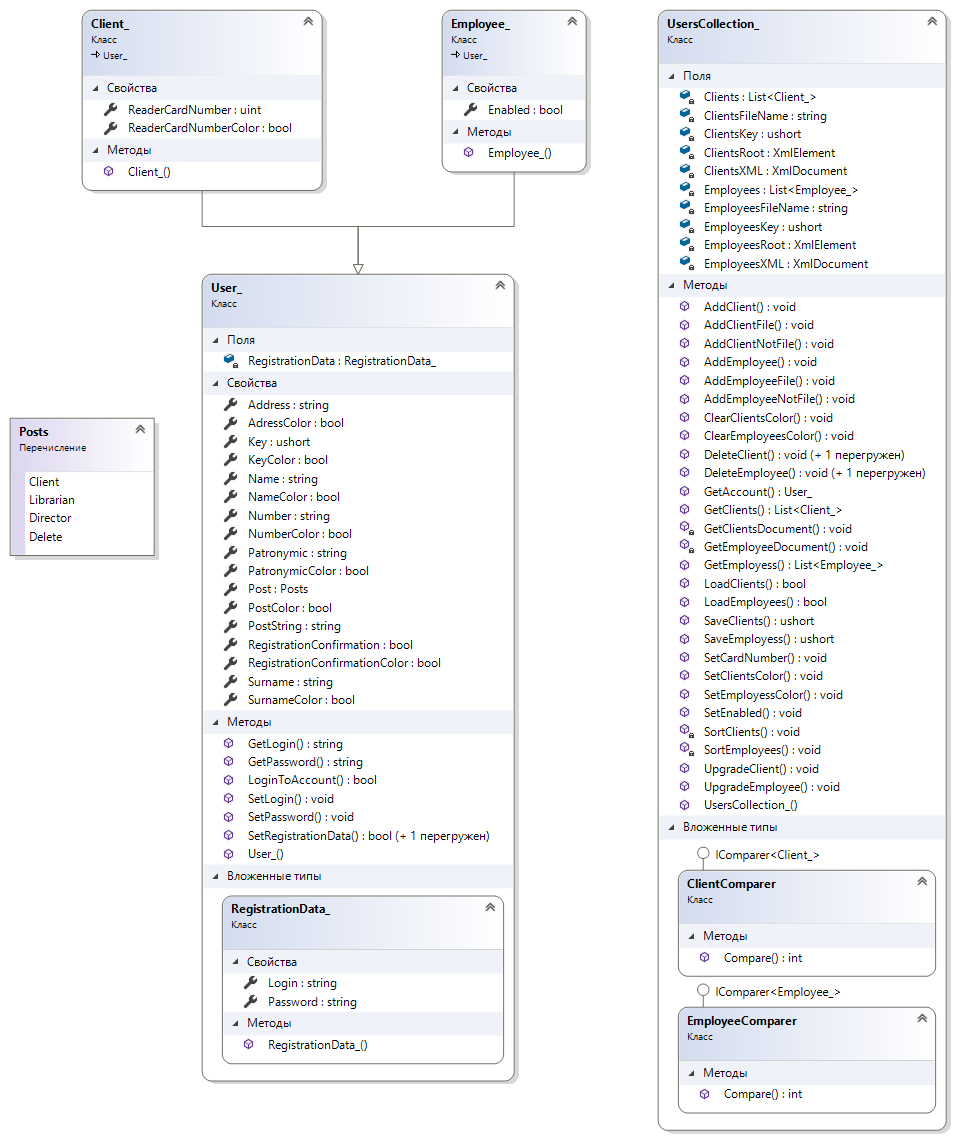 Client_
Класс
User_
Свойства
ReaderCardNumber : uint
ReaderCardNumberColor : bool
Методы
Client_()
Employee_
Класс
User_
Свойства
Enabled : bool
Методы
Employee_()
User_
Класс
Поля
RegistrationData : RegistrationData_
Свойства
Address : string
AdressColor : bool
Key : ushort
KeyColor : bool
Name : string
NameColor : bool
Number : string
NumberColor : bool
Patronymic : string
PatronymicColor : bool
Post : Posts
PostColor : bool
PostString : string
RegistrationConfirmation : bool
RegistrationConfirmationColor : bool
Surname : string
SurnameColor : bool
Методы
GetLogin() : string
GetPassword() : string
LoginToAccount() : bool
SetLogin() : void
SetPassword() : void
SetRegistrationData() : bool (+ 1 перегружен)
User_()
Вложенные типы
RegistrationData_
Класс
Свойства
Login : string
Password : string
Методы
RegistrationData_()
Posts
Перечисление
Client
Librarian
Director
Delete
UsersCollection_
Класс
Поля
Clients : List<Client_>
ClientsFileName : string
ClientsKey : ushort
ClientsRoot : XmlElement
ClientsXML : XmlDocument
Employees : List<Employee_>
EmployeesFileName : string
EmployeesKey : ushort
EmployeesRoot : XmlElement
EmployeesXML : XmlDocument
Методы
AddClient() : void
AddClientFile() : void
AddClientNotFile() : void
AddEmployee() : void
AddEmployeeFile() : void
AddEmployeeNotFile() : void
ClearClientsColor() : void
ClearEmployeesColor() : void
DeleteClient() : void (+ 1 перегружен)
DeleteEmployee() : void (+ 1 перегружен)
GetAccount() : User_
GetClients() : List<Client_>
GetClientsDocument() : void
GetEmployeeDocument() : void
GetEmployess() : List<Employee_>
LoadClients() : bool
LoadEmployees() : bool
SaveClients() : ushort
SaveEmployess() : ushort
SetCardNumber() : void
SetClientsColor() : void
SetEmployessColor() : void
SetEnabled() : void
SortClients() : void
SortEmployees() : void
UpgradeClient() : void
UpgradeEmployee() : void
UsersCollection_()
Вложенные типы
IComparer<Client_>
ClientComparer
Класс
Методы
Compare() : int
IComparer<Employee_>
EmployeeComparer
Класс
Методы
Compare() : int